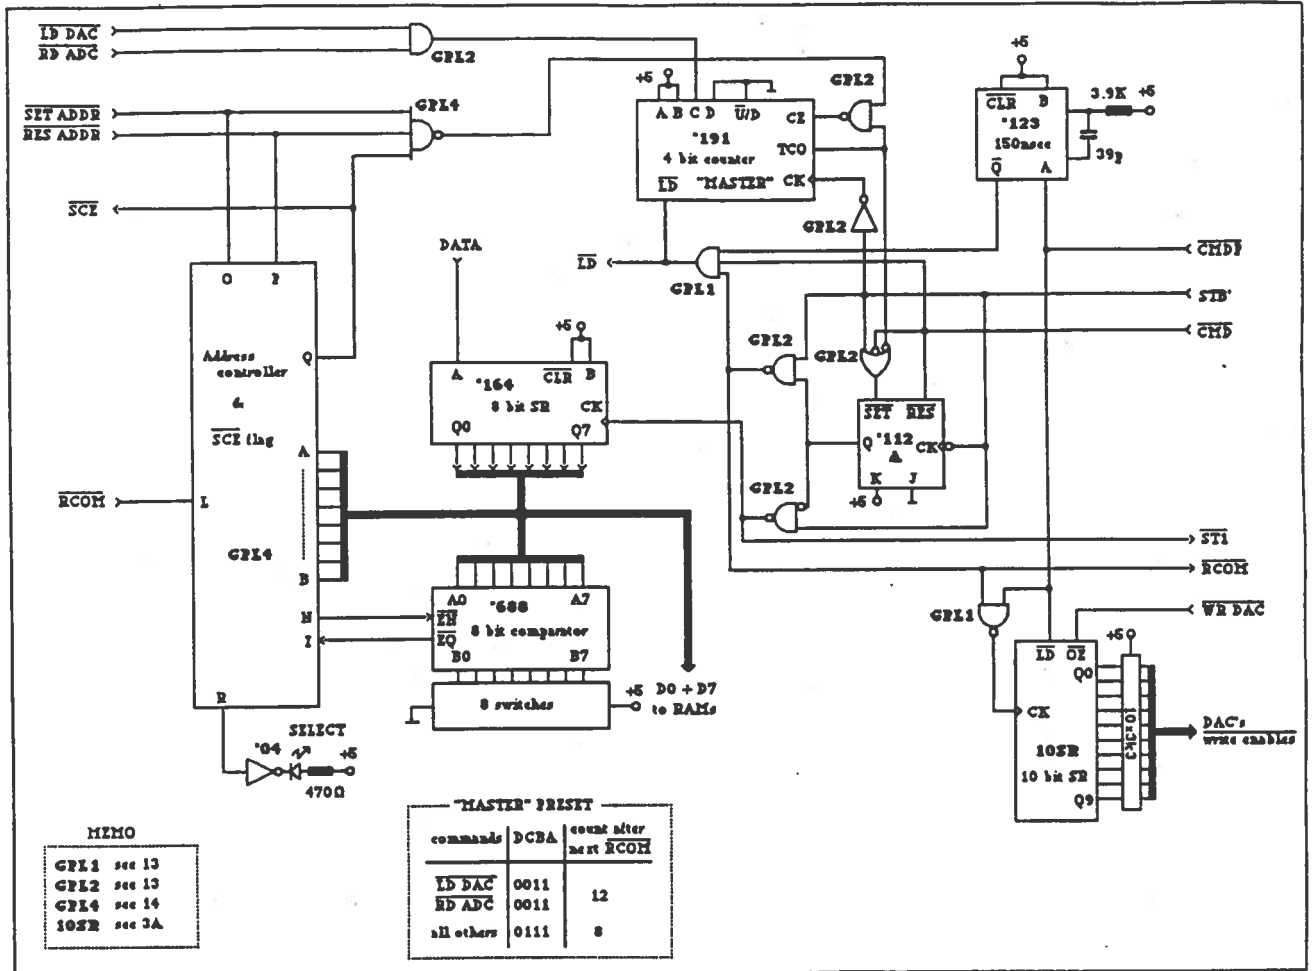 LD DAC
RD ADC
GPL2
SET ADDR
RES ADDR
GPL4
SCE
+5
A B C D U/D
CE
'191
4 bit counter
TCO
LD "MASTER" CK
GPL2
GPL2
+5
CLR B
'123
150nsec
Q A
3.9K +5
39p
CMDP
STB'
CMD
DATA
LD
GPL1
O P
Q
Address
controller
&
SCE flag
A
B
L
GPL4
N
I
R
RCOM
+5
A CLR B
'164
8 bit SR
CK
Q0 Q7
GPL2
GPL2
SET RES
Q '112 CK
A
K J
+5
GPL2
ST1
RCOM
A0 A7
'688
EN
8 bit comparator
EQ
B0 B7
8 switches
+5
D0 + D7
to RAMs
GPL1
WR DAC
+5
LD OE
Q0
CK
10SR
10 bit SR
Q9
10*3K3
DAC's
write enables
SELECT
'04
+5
470Ω
MEMO
GPL1 see 13
GPL2 see 13
GPL4 see 14
10SR see 3A
"MASTER" PRESET
commands DCBA count after
next RCOM
LD DAC 0011
12
RD ADC 0011
all others 0111 8